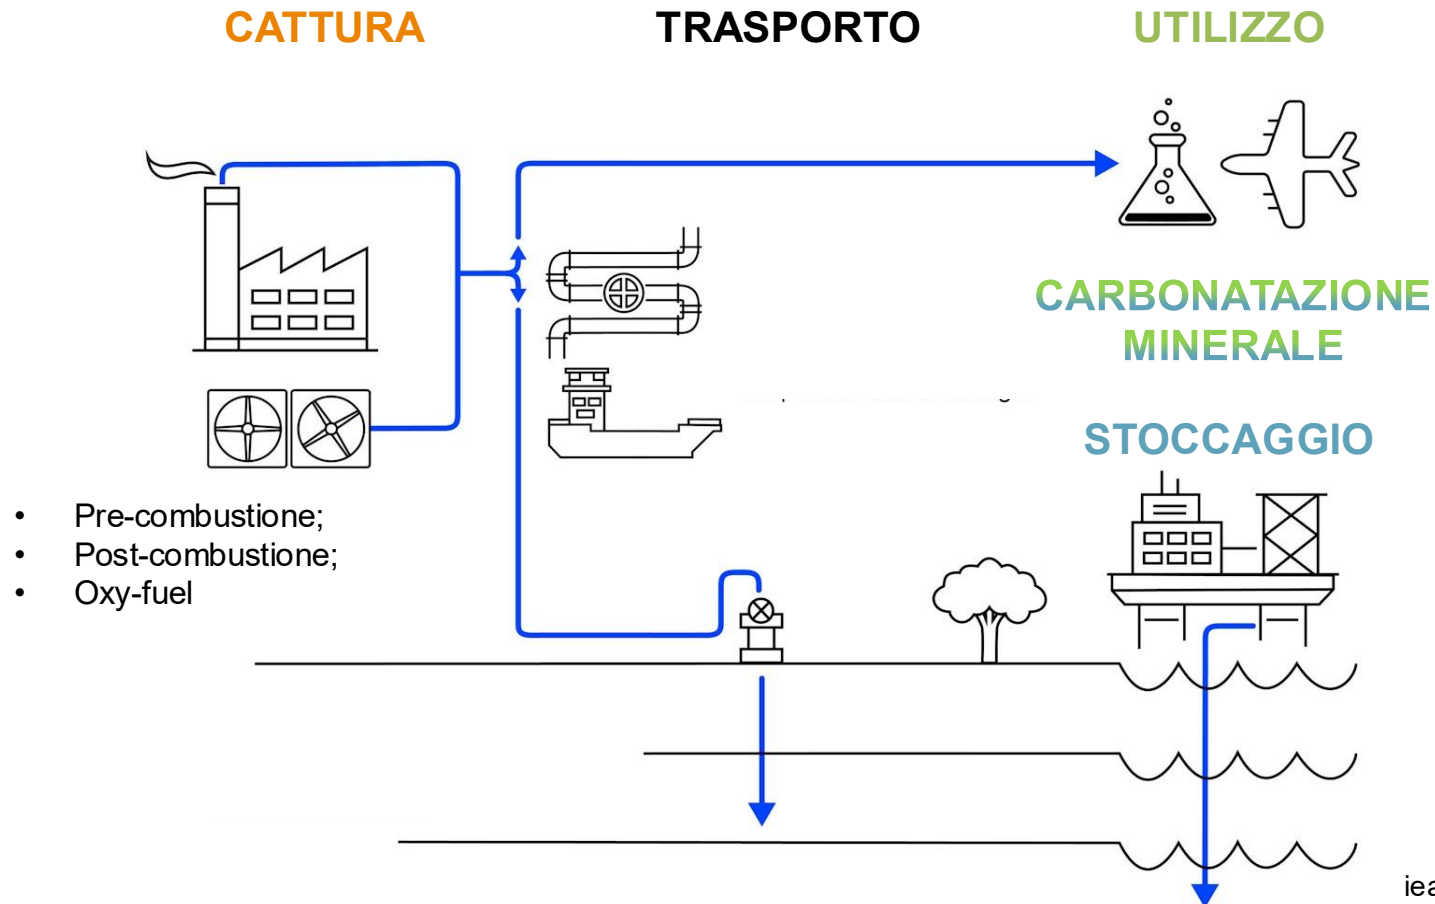 CATTURA
TRASPORTO
UTILIZZO
CARBONATAZIONE
MINERALE
STOCCAGGIO
• Pre-combustione;
• Post-combustione;
• Oxy-fuel
iea